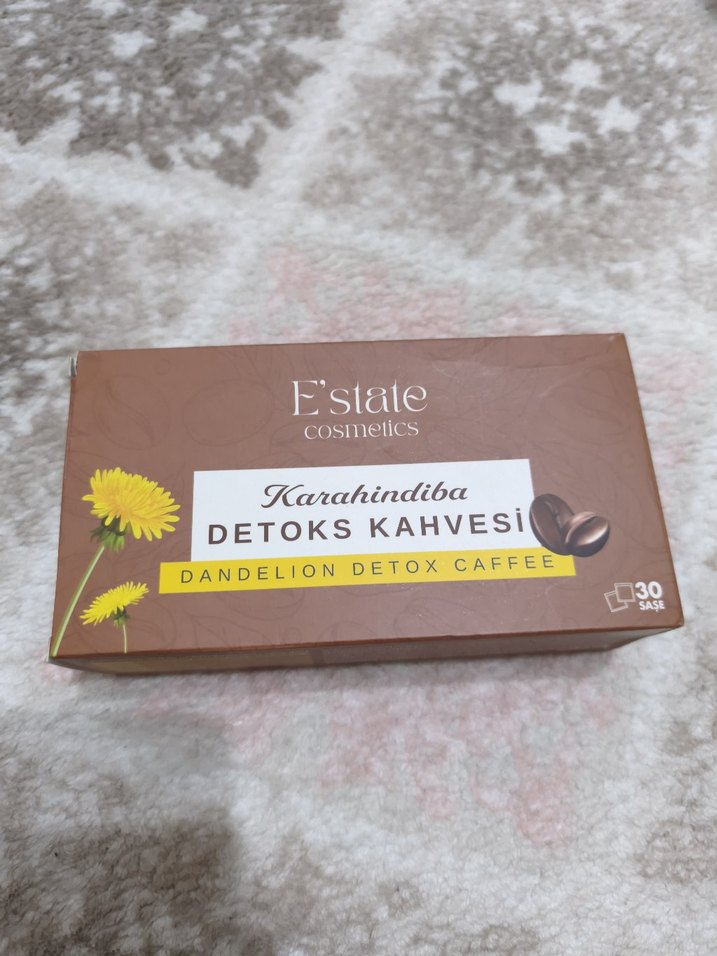 E'state
cosmetics
Karahindiba
DETOKS KAHVESİ
DANDELION DETOX CAFFEE
30
SAŞE